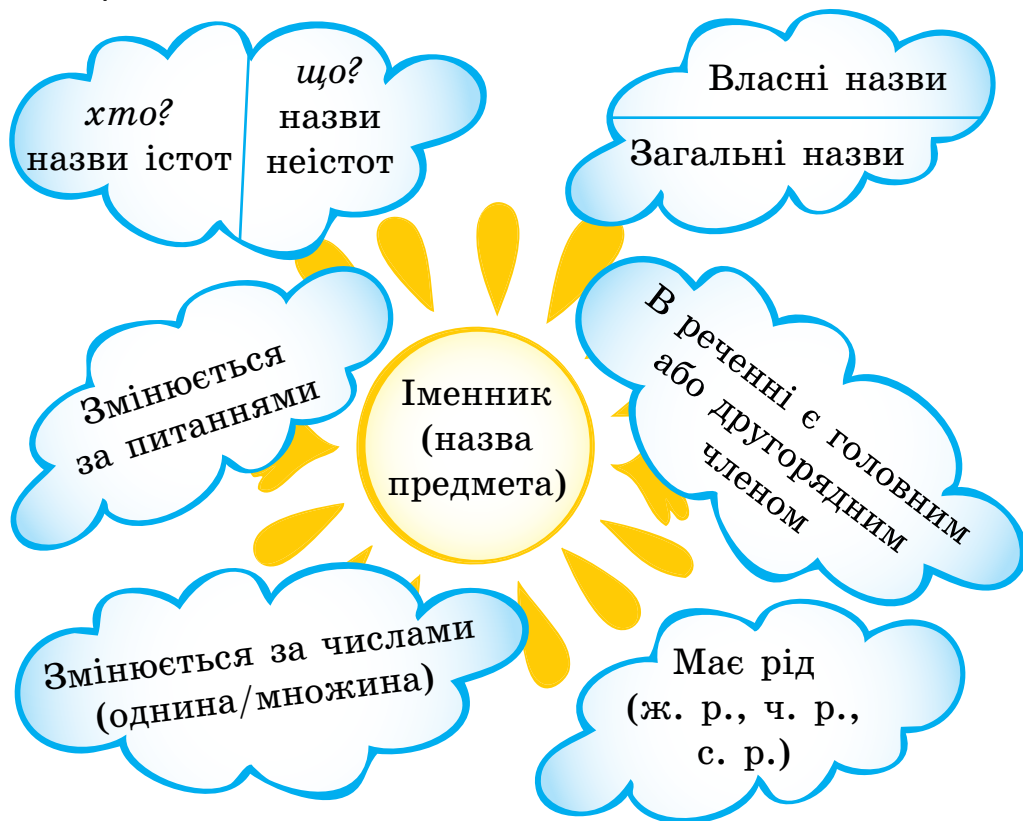 хто?
назви істот
що?
назви
неістот
Власні назви
Загальні назви
Змінюється
за питаннями
Іменник
(назва
предмета)
В реченні є головним
або другорядним
членом
Змінюється за числами
(однина/множина)
Має рід
(ж. р., ч. р.,
с. р.)